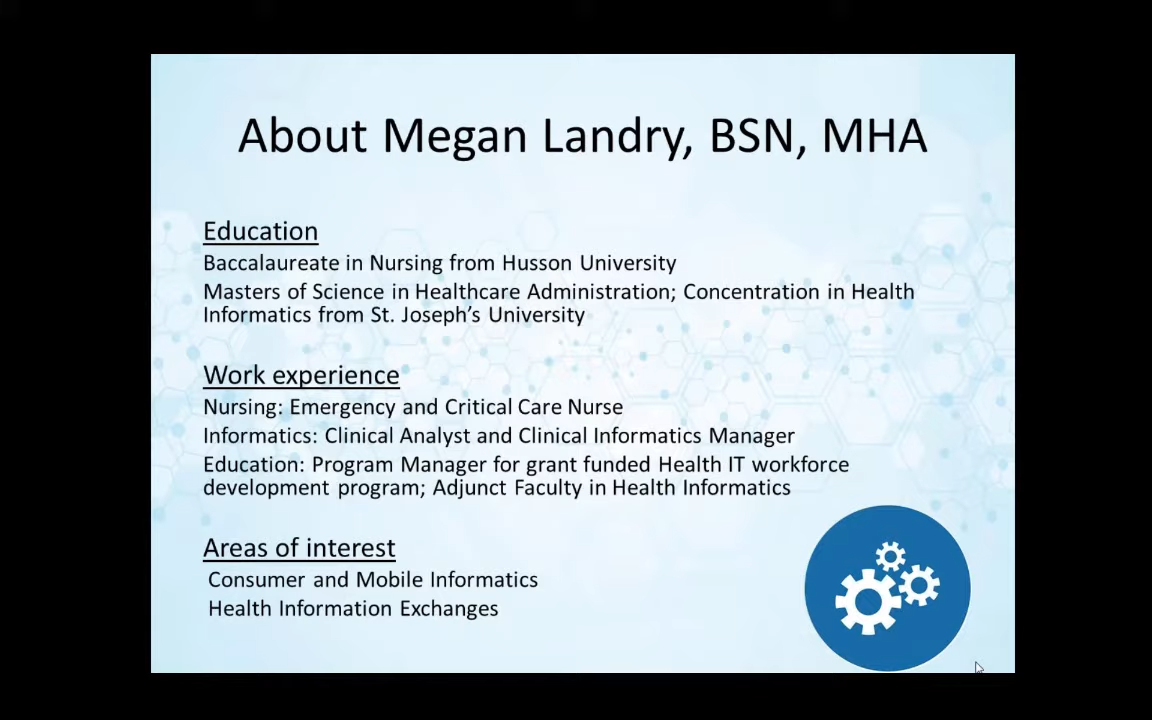 About Megan Landry, BSN, MHA
Education
Baccalaureate in Nursing from Husson University
Masters of Science in Healthcare Administration; Concentration in Health
Informatics from St. Joseph’s University
Work experience
Nursing: Emergency and Critical Care Nurse
Informatics: Clinical Analyst and Clinical Informatics Manager
Education: Program Manager for grant funded Health IT workforce
development program; Adjunct Faculty in Health Informatics
Areas of interest
Consumer and Mobile Informatics
Health Information Exchanges